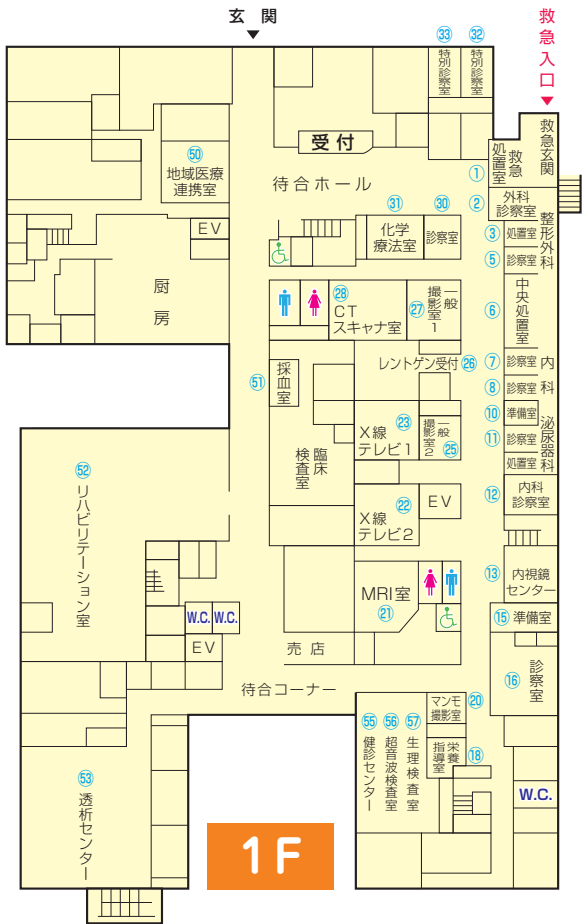 玄関
▼
救急入口
▼
㉝
特別診察室
㉜
特別診察室
受付
待合ホール
㊿
地域医療
連携室
EV
厨房
救急玄関
①
救急
処置室
②
外科
診察室
整形外科
③
処置室
⑤
診察室
⑥
中央処置室
⑦
診察室
内科
⑧
診察室
⑩
準備室
泌尿器科
⑪
診察室
処置室
⑫
内科
診察室
⑬
内視鏡
センター
⑮
準備室
⑯
診察室
㉛
化学
療法室
㉚
診察室
㉘
CT
スキャナ室
㉗
一般
撮影室1
レントゲン受付
㉖
51
採血室
臨床
検査室
㉓
X線
テレビ1
一般
撮影室2
㉕
㉒
X線
テレビ2
EV
MRI室
㉑
52
リハビリテーション室
W.C.
W.C.
EV
売店
待合コーナー
マンモ
撮影室
⑳
栄養
指導室
⑱
55
健診センター
56
超音波検査室
57
生理検査室
W.C.
53
透析センター
1F